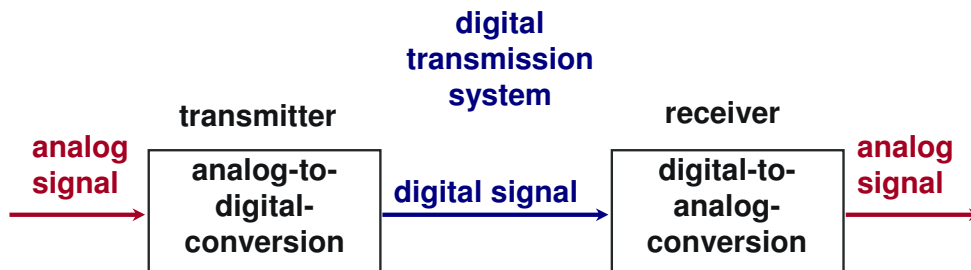 digital
transmission
system
transmitter
receiver
analog
signal
analog-to-
digital-
conversion
digital signal
digital-to-
analog-
conversion
analog
signal